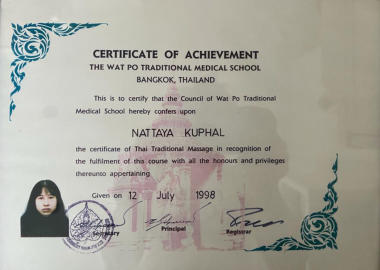 CERTIFICATE OF ACHIEVEMENT
THE WAT PO TRADITIONAL MEDICAL SCHOOL
BANGKOK, THAILAND
This is to certify that the Council of Wat Po Traditional
Medical School hereby confers upon
NATTAYA KUPHAL
the certificate of Thai Traditional Massage in recognition of
the fulfilment of this course with all the honours and privileges
thereunto appertaining
Given on 12 July 1998
Secretary Principal Registrar